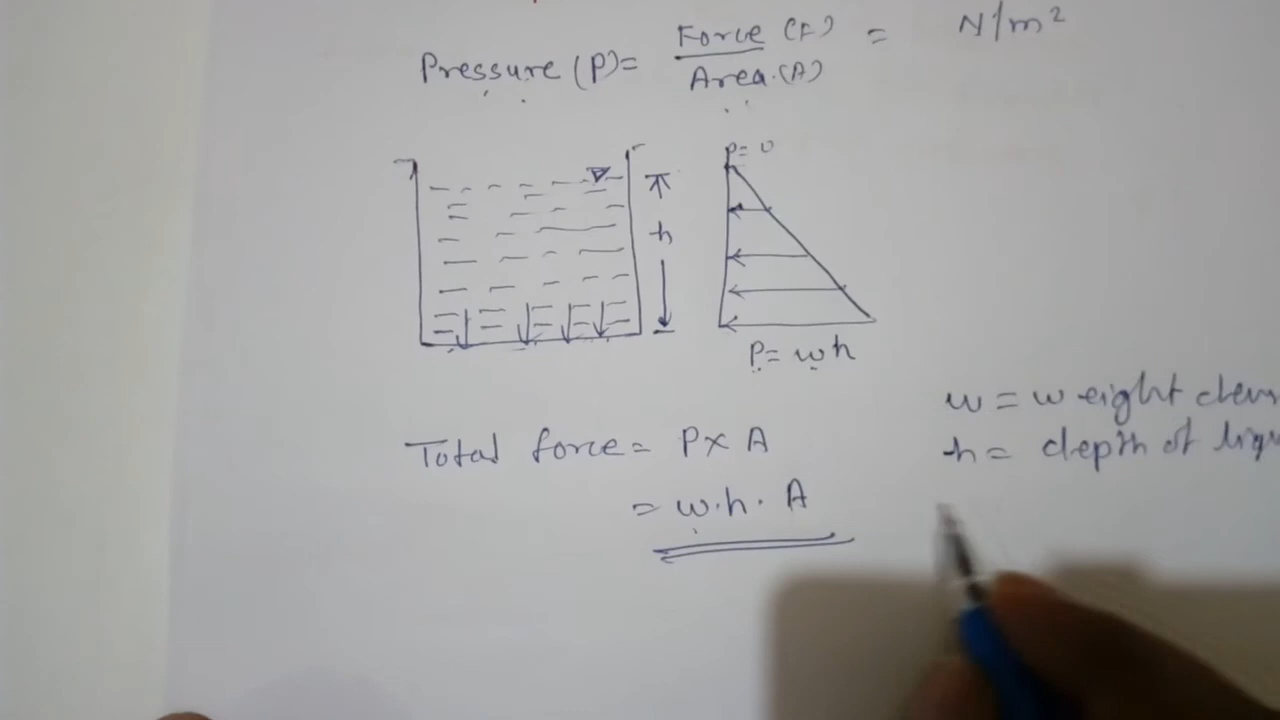 Pressure (P) = Force (F) / Area (A) = N/m²
P= 0
h
P= wh
w = weight
h = depth of
Total force = P × A
= w.h. A